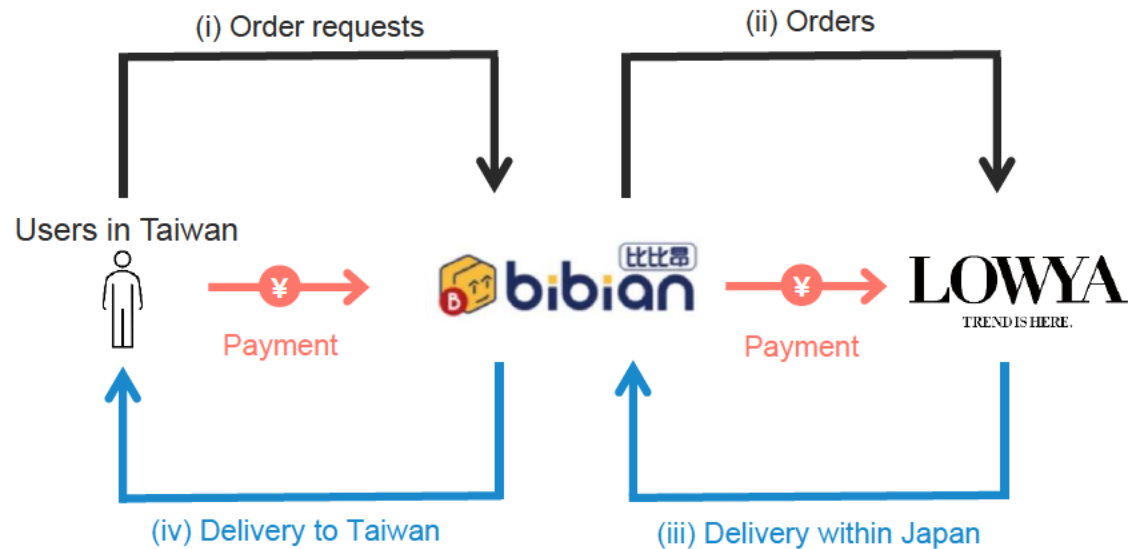 (i) Order requests
(ii) Orders
Users in Taiwan
比比昂
B
bibian
¥
¥
LOWYA
TREND IS HERE.
Payment
Payment
(iv) Delivery to Taiwan
(iii) Delivery within Japan